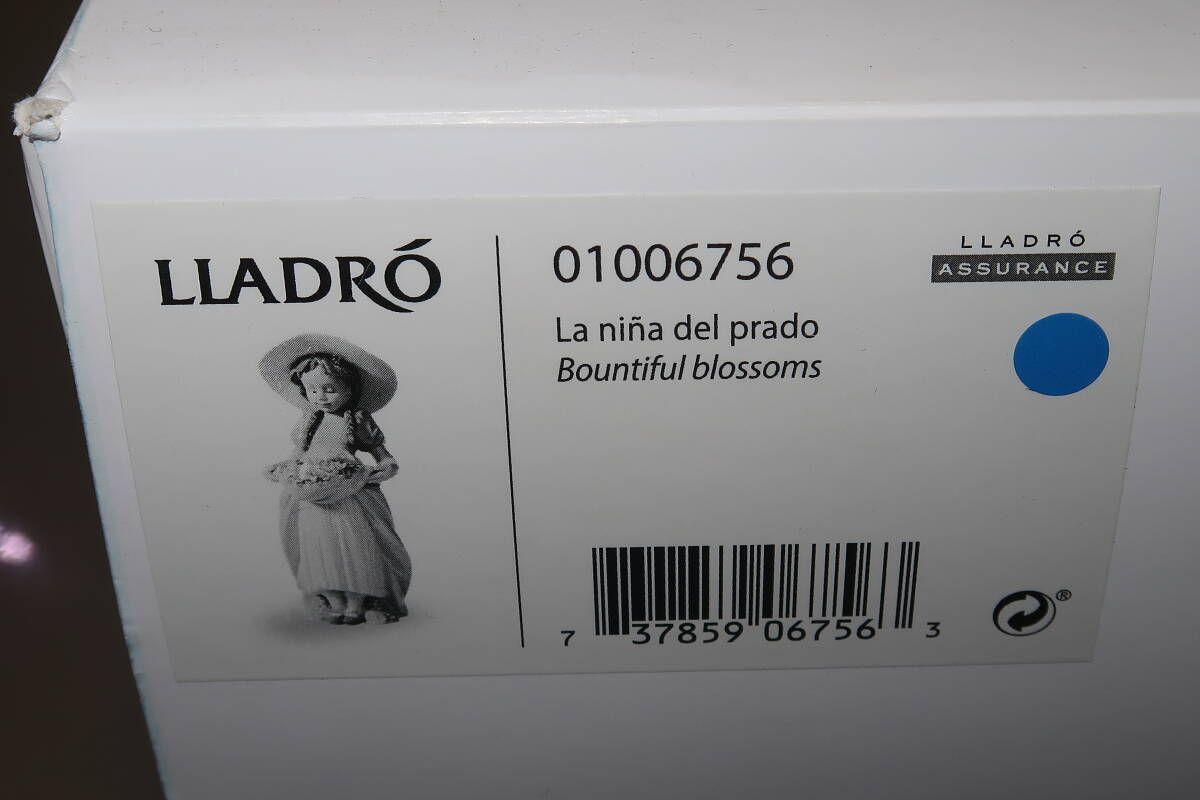 LLADRÓ
01006756
La niña del prado
Bountiful blossoms
LLADRÓ
ASSURANCE
7 37859 06756 3
®